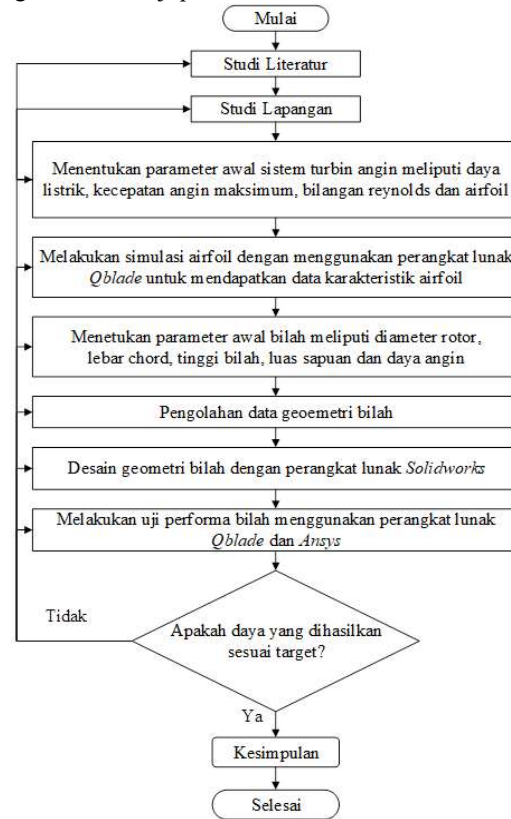 Mulai
Studi Literatur
Studi Lapangan
Menentukan parameter awal sistem turbin angin meliputi daya
listrik, kecepatan angin maksimum, bilangan reynolds dan airfoil
Melakukan simulasi airfoil dengan menggunakan perangkat lunak
Qblade untuk mendapatkan data karakteristik airfoil
Menetukan parameter awal bilah meliputi diameter rotor,
lebar chord, tinggi bilah, luas sapuan dan daya angin
Pengolahan data geoemetri bilah
Desain geometri bilah dengan perangkat lunak Solidworks
Melakukan uji performa bilah menggunakan perangkat lunak
Qblade dan Ansys
Tidak
Apakah daya yang dihasilkan
sesuai target?
Ya
Kesimpulan
Selesai